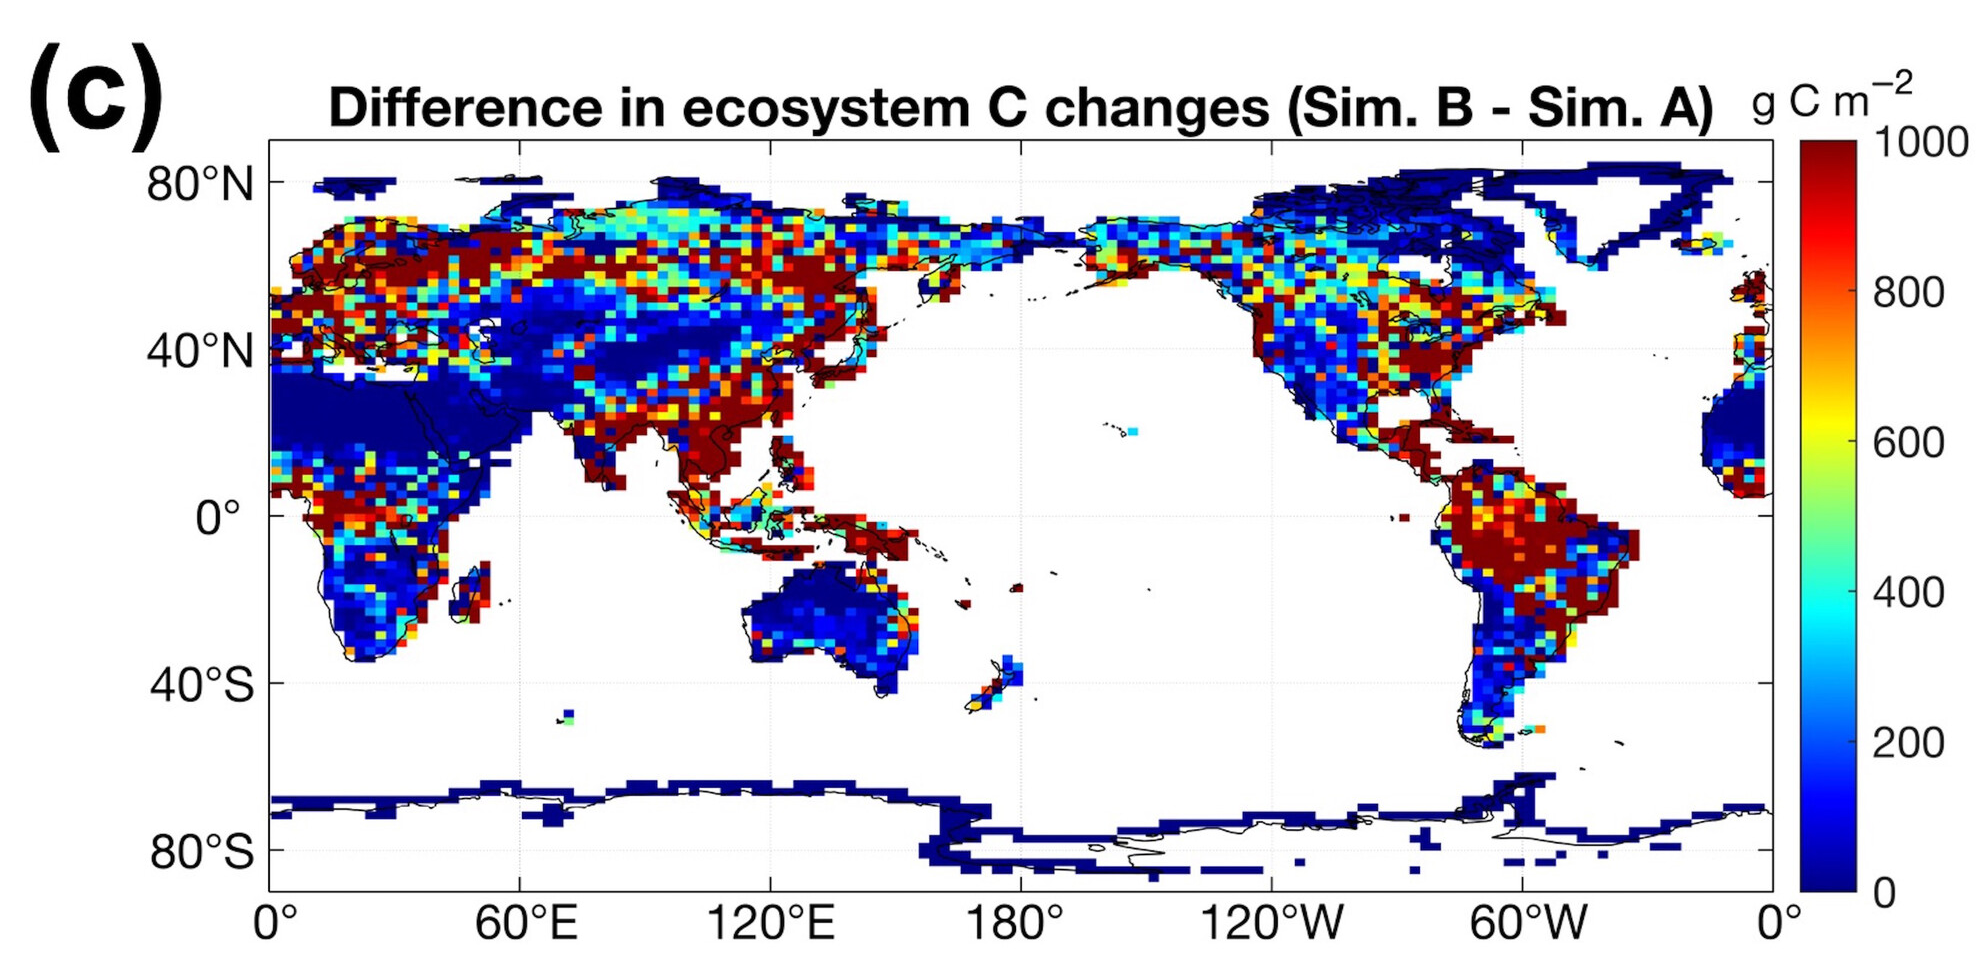 (c)
Difference in ecosystem C changes (Sim. B - Sim. A)
g C m⁻²
80°N
40°N
0°
40°S
80°S
0°
60°E
120°E
180°
120°W
60°W
0°
1000
800
600
400
200
0